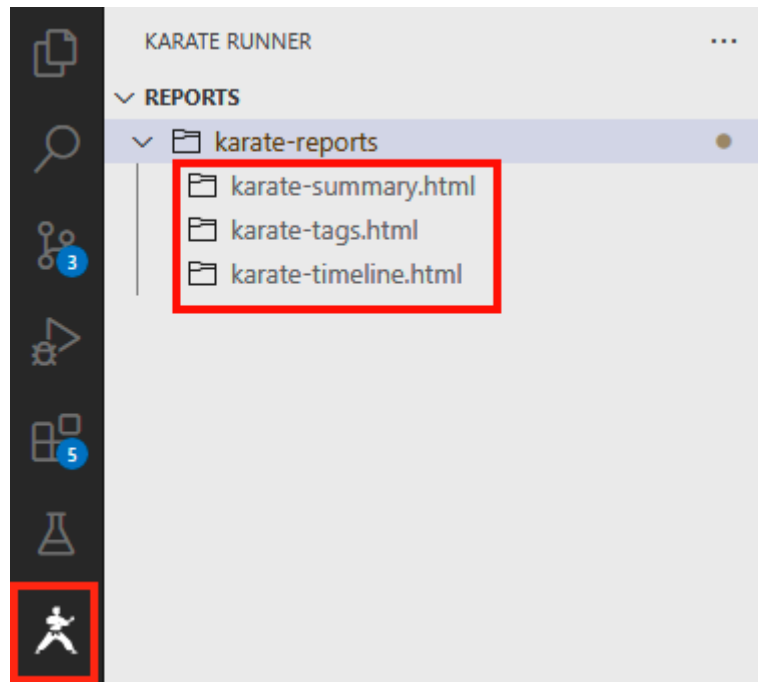 KARATE RUNNER
REPORTS
karate-reports
karate-summary.html
karate-tags.html
karate-timeline.html
3
5